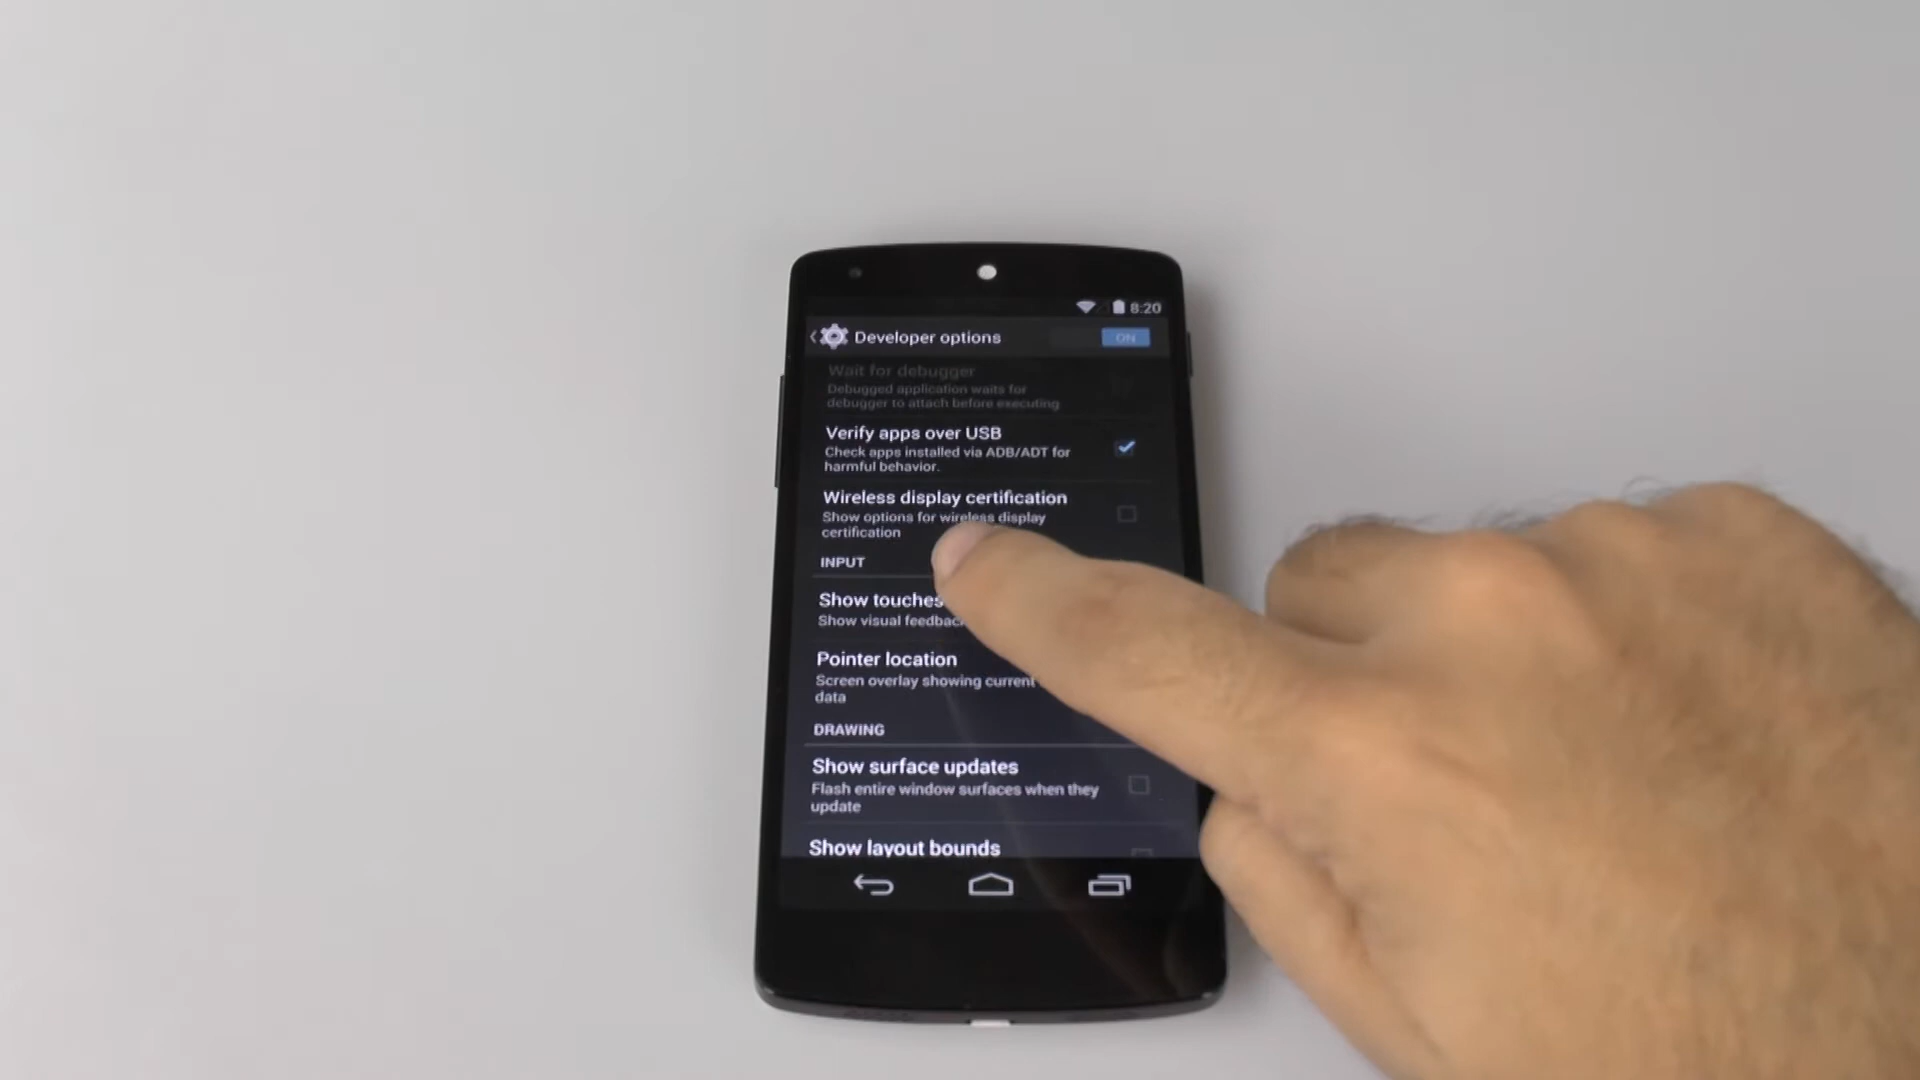 8:20
Developer options
ON
Wait for debugger
Debugged application waits for
debugger to attach before executing
Verify apps over USB
Check apps installed via ADB/ADT for
harmful behavior.
Wireless display certification
Show options for wireless display
certification
INPUT
Show touches
Show visual feedback
Pointer location
Screen overlay showing current
data
DRAWING
Show surface updates
Flash entire window surfaces when they
update
Show layout bounds